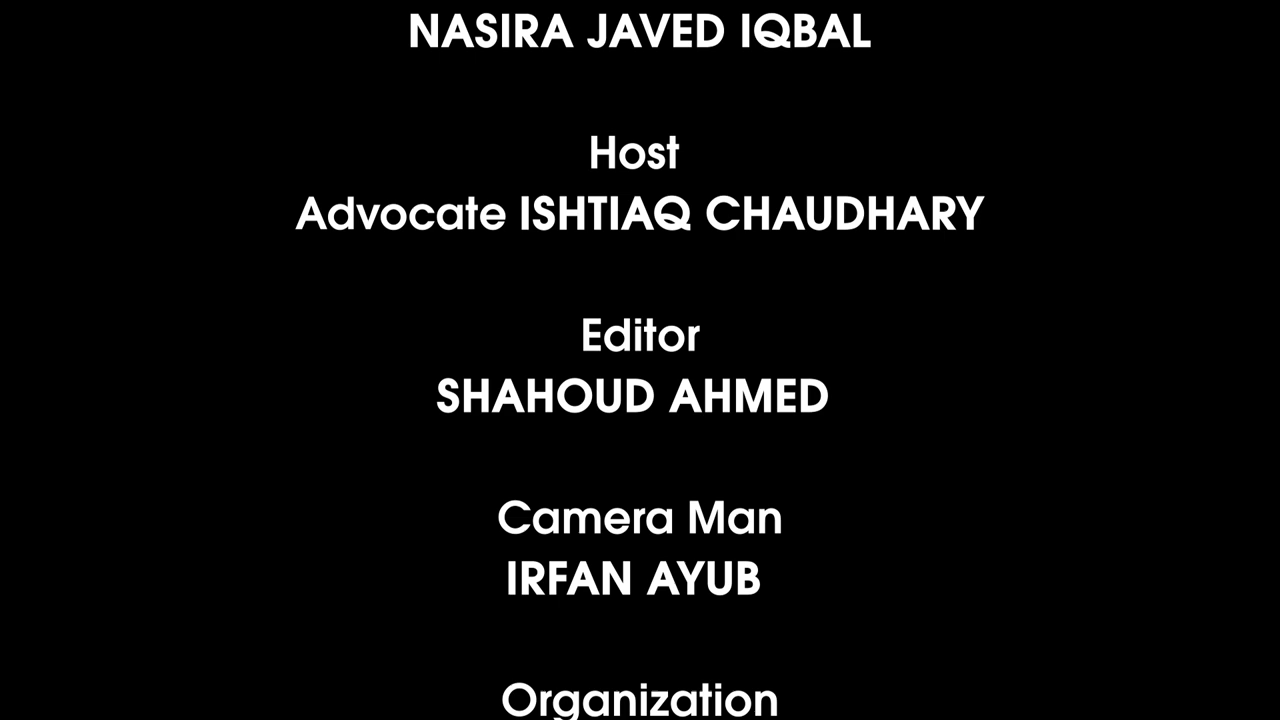 NASIRA JAVED IQBAL
Host
Advocate ISHTIAQ CHAUDHARY
Editor
SHAHOUD AHMED
Camera Man
IRFAN AYUB
Organization